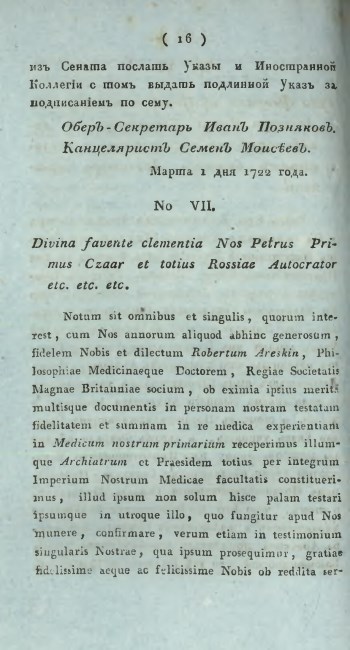 ( 16 )
изъ Сената послать Указы и Иностранной
Коллегіи с томъ выдать подлинной Указъ за
подписаніемъ по сему.
Оберъ-Секретарь Иванъ Позняковъ.
Канцеляристъ Семенъ Моисѣевъ.
Марта 1 дня 1722 года.
No VII.
Divina favente clementia Nos Petrus Pri-
mus Czaar et totius Rossiae Autocrator
etc. etc. etc.
Notum sit omnibus et singulis, quorum inte-
rest, cum Nos annorum aliquod abhinc generosum,
fidelem Nobis et dilectum Robertum Areskin, Phi-
losophiae Medicinaeque Doctorem, Regiae Societatis
Magnae Britanniae socium, ob eximia ipsius merita
multisque documentis in personam nostram testatam
fidelitatem et summam in re medica experientiam
in Medicum nostrum primarium receperimus illum-
que Archiatrum et Praesidem totius per integrum
Imperium Nostrum Medicae facultatis constitueri-
mus, illud ipsum non solum hisce palam testari
ipsumque in utroque illo, quo fungitur apud Nos
munere, confirmare, verum etiam in testimonium
singularis Nostrae, qua ipsum prosequimur, gratiae
fidelissime aeque ac felicissime Nobis ob reddita ser-